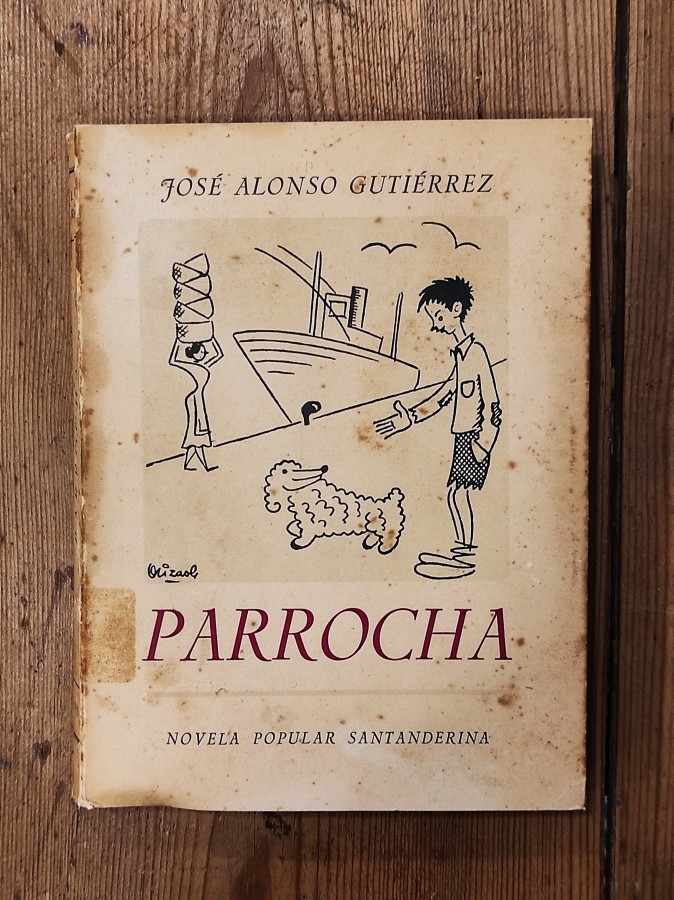 JOSÉ ALONSO GUTIÉRREZ
PARROCHA
NOVELA POPULAR SANTANDERINA